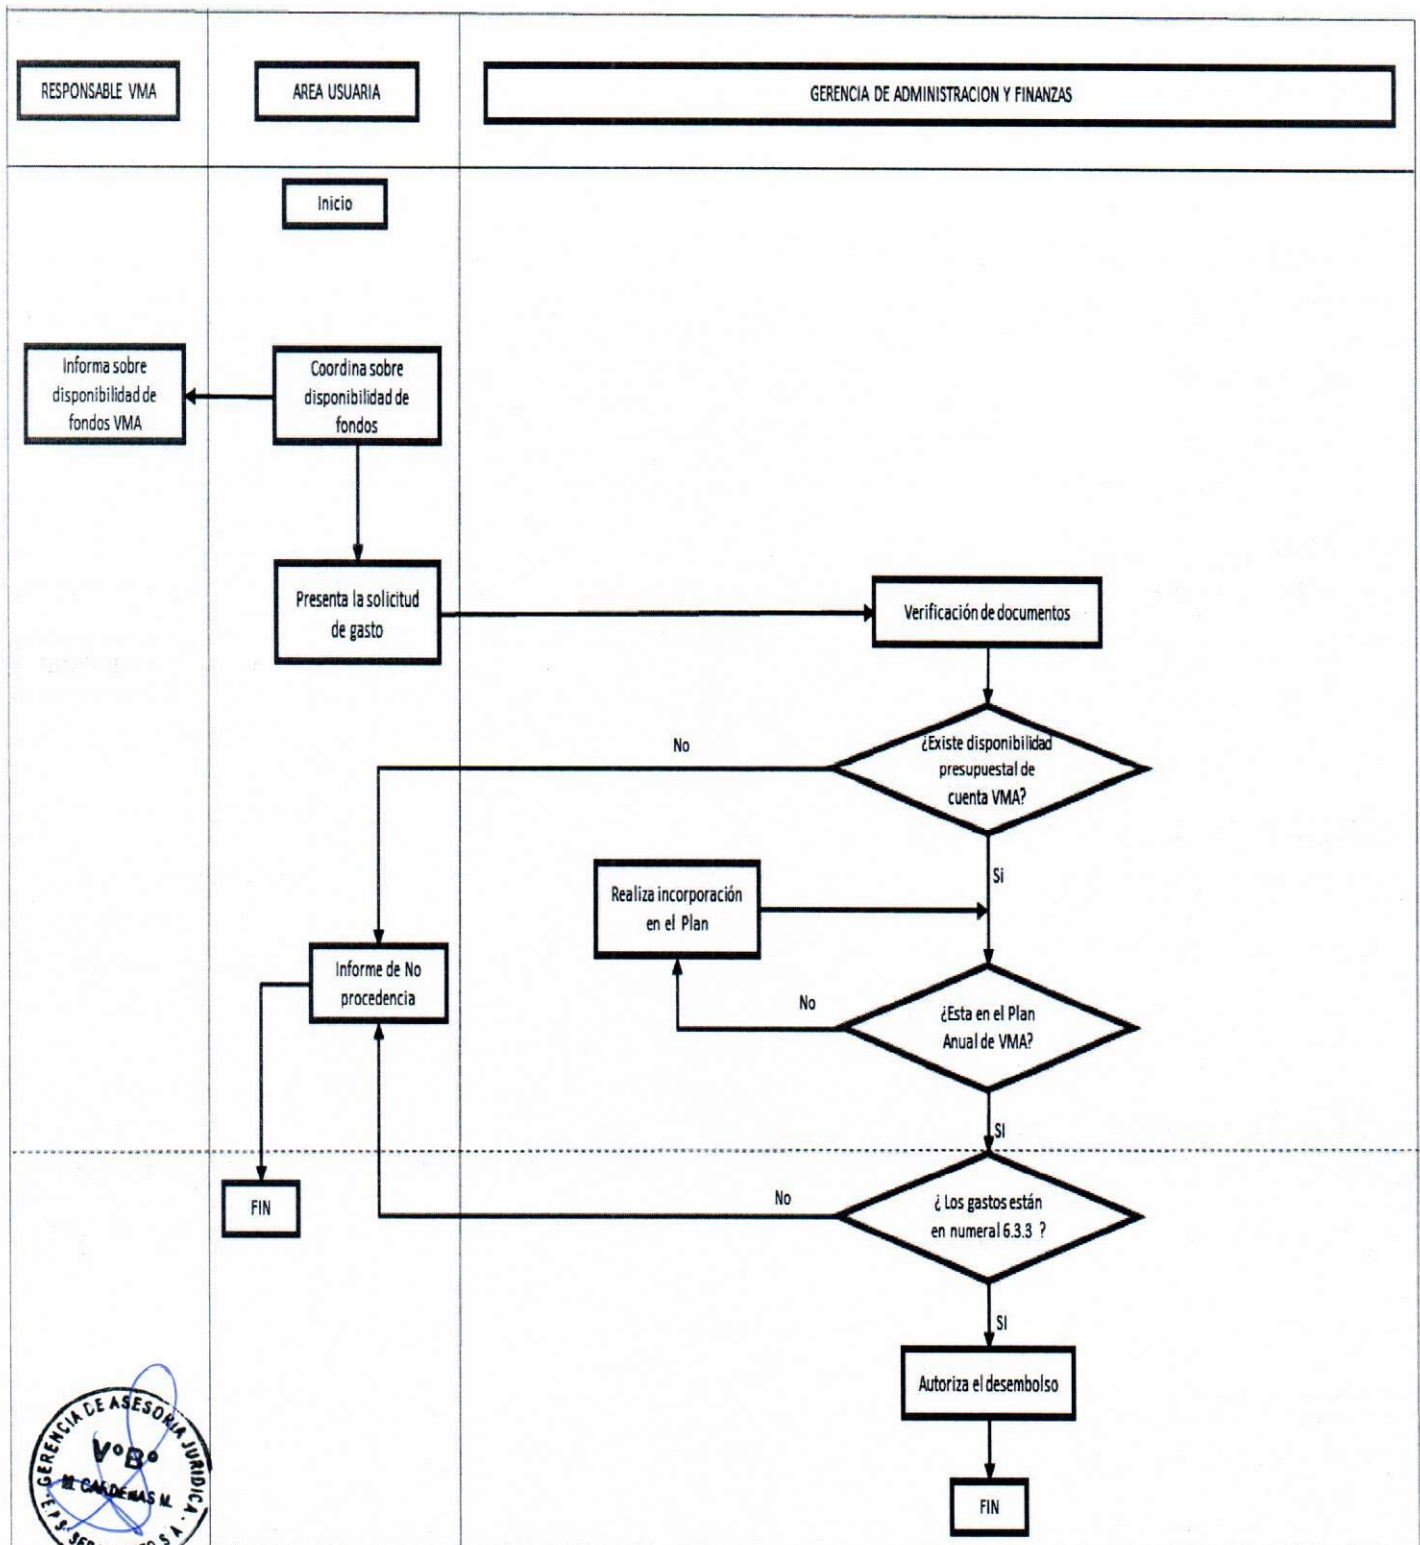 RESPONSABLE VMA
AREA USUARIA
GERENCIA DE ADMINISTRACION Y FINANZAS
Inicio
Informa sobre
disponibilidad de
fondos VMA
Coordina sobre
disponibilidad de
fondos
Presenta la solicitud
de gasto
Verificación de documentos
¿Existe disponibilidad
presupuestal de
cuenta VMA?
No
Si
Realiza incorporación
en el Plan
Informe de No
procedencia
No
¿Esta en el Plan
Anual de VMA?
SI
FIN
No
¿ Los gastos están
en numeral 6.3.3 ?
SI
Autoriza el desembolso
FIN
GERENCIA DE ASESORIA JURIDICA
VºBº
M. CARDENAS M.
E.P.S.
S.A.